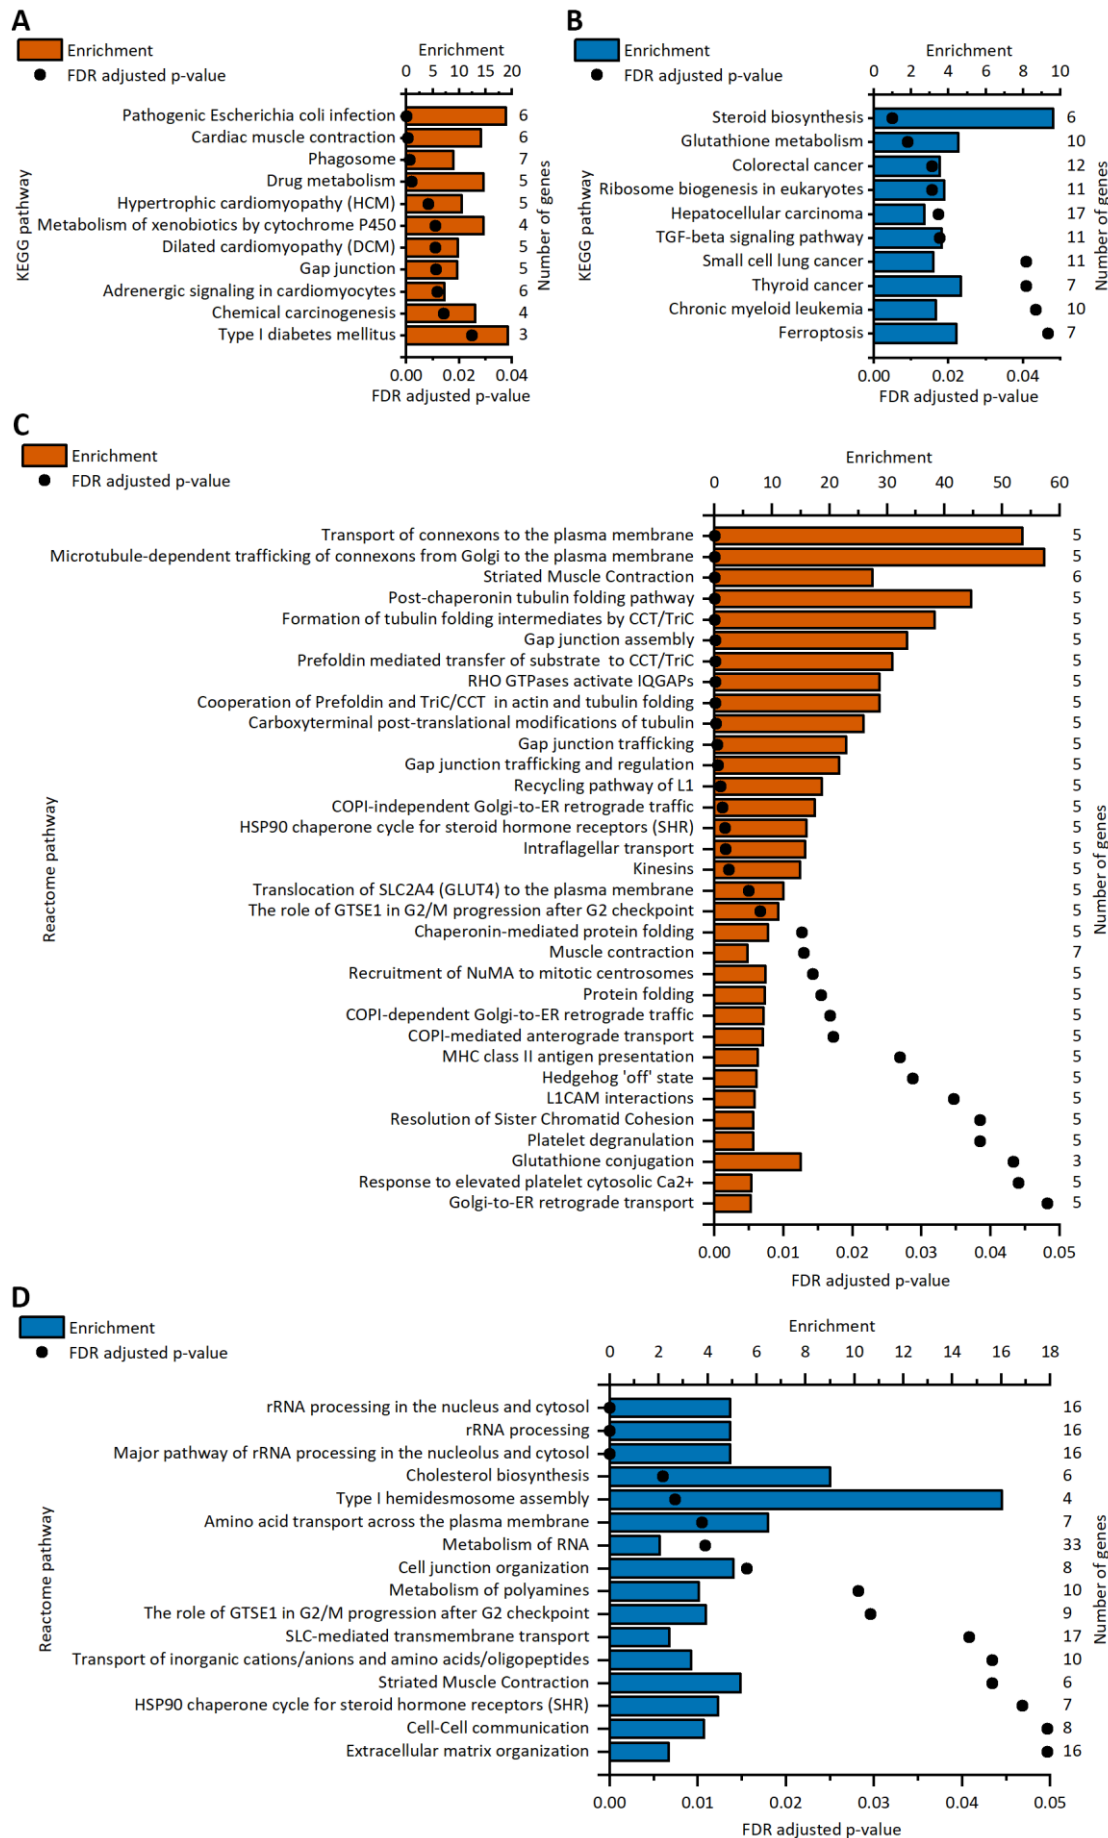 A
Enrichment
FDR adjusted p-value
Enrichment
0 5 10 15 20
KEGG pathway
Pathogenic Escherichia coli infection 6
Cardiac muscle contraction 6
Phagosome 7
Drug metabolism 5
Hypertrophic cardiomyopathy (HCM) 5
Metabolism of xenobiotics by cytochrome P450 4
Dilated cardiomyopathy (DCM) 5
Gap junction 5
Adrenergic signaling in cardiomyocytes 6
Chemical carcinogenesis 4
Type I diabetes mellitus 3
Number of genes
0.00 0.02 0.04
FDR adjusted p-value
B
Enrichment
FDR adjusted p-value
Enrichment
0 2 4 6 8 10
KEGG pathway
Steroid biosynthesis 6
Glutathione metabolism 10
Colorectal cancer 12
Ribosome biogenesis in eukaryotes 11
Hepatocellular carcinoma 17
TGF-beta signaling pathway 11
Small cell lung cancer 11
Thyroid cancer 7
Chronic myeloid leukemia 10
Ferroptosis 7
Number of genes
0.00 0.02 0.04
FDR adjusted p-value
C
Enrichment
FDR adjusted p-value
Enrichment
0 10 20 30 40 50 60
Reactome pathway
Transport of connexons to the plasma membrane 5
Microtubule-dependent trafficking of connexons from Golgi to the plasma membrane 5
Striated Muscle Contraction 6
Post-chaperonin tubulin folding pathway 5
Formation of tubulin folding intermediates by CCT/TriC 5
Gap junction assembly 5
Prefoldin mediated transfer of substrate to CCT/TriC 5
RHO GTPases activate IQGAPs 5
Cooperation of Prefoldin and TriC/CCT in actin and tubulin folding 5
Carboxyterminal post-translational modifications of tubulin 5
Gap junction trafficking 5
Gap junction trafficking and regulation 5
Recycling pathway of L1 5
COPI-independent Golgi-to-ER retrograde traffic 5
HSP90 chaperone cycle for steroid hormone receptors (SHR) 5
Intraflagellar transport 5
Kinesins 5
Translocation of SLC2A4 (GLUT4) to the plasma membrane 5
The role of GTSE1 in G2/M progression after G2 checkpoint 5
Chaperonin-mediated protein folding 5
Muscle contraction 7
Recruitment of NuMA to mitotic centrosomes 5
Protein folding 5
COPI-dependent Golgi-to-ER retrograde traffic 5
COPI-mediated anterograde transport 5
MHC class II antigen presentation 5
Hedgehog 'off' state 5
L1CAM interactions 5
Resolution of Sister Chromatid Cohesion 5
Platelet degranulation 5
Glutathione conjugation 3
Response to elevated platelet cytosolic Ca2+ 5
Golgi-to-ER retrograde transport 5
Number of genes
0.00 0.01 0.02 0.03 0.04 0.05
FDR adjusted p-value
D
Enrichment
FDR adjusted p-value
Enrichment
0 2 4 6 8 10 12 14 16 18
Reactome pathway
rRNA processing in the nucleus and cytosol 16
rRNA processing 16
Major pathway of rRNA processing in the nucleolus and cytosol 16
Cholesterol biosynthesis 6
Type I hemidesmosome assembly 4
Amino acid transport across the plasma membrane 7
Metabolism of RNA 33
Cell junction organization 8
Metabolism of polyamines 10
The role of GTSE1 in G2/M progression after G2 checkpoint 9
SLC-mediated transmembrane transport 17
Transport of inorganic cations/anions and amino acids/oligopeptides 10
Striated Muscle Contraction 6
HSP90 chaperone cycle for steroid hormone receptors (SHR) 7
Cell-Cell communication 8
Extracellular matrix organization 16
Number of genes
0.00 0.01 0.02 0.03 0.04 0.05
FDR adjusted p-value